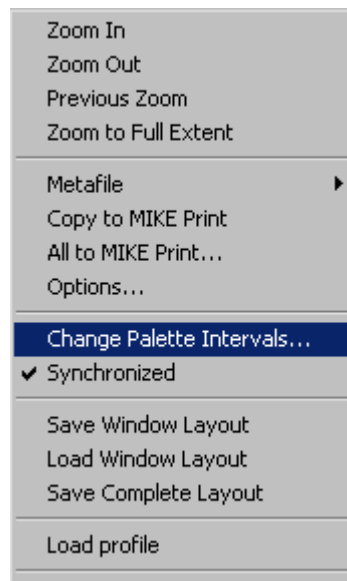 Zoom In
Zoom Out
Previous Zoom
Zoom to Full Extent
Metafile
Copy to MIKE Print
All to MIKE Print...
Options...
Change Palette Intervals...
Synchronized
Save Window Layout
Load Window Layout
Save Complete Layout
Load profile